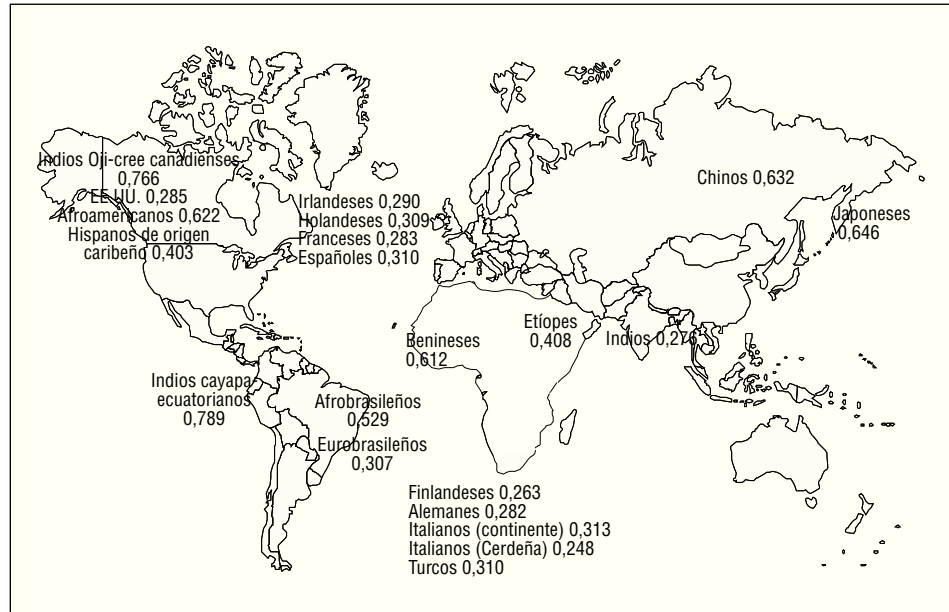 Indios Oji-cree canadienses
0,766
EE.UU. 0,285
Afroamericanos 0,622
Hispanos de origen
caribeño 0,403
Irlandeses 0,290
Holandeses 0,309
Franceses 0,283
Españoles 0,310
Chinos 0,632
Japoneses
0,646
Benineses
0,612
Etíopes
0,408
Indios 0,276
Indios cayapa
ecuatorianos
0,789
Afrobrasileños
0,529
Eurobrasileños
0,307
Finlandeses 0,263
Alemanes 0,282
Italianos (continente) 0,313
Italianos (Cerdeña) 0,248
Turcos 0,310